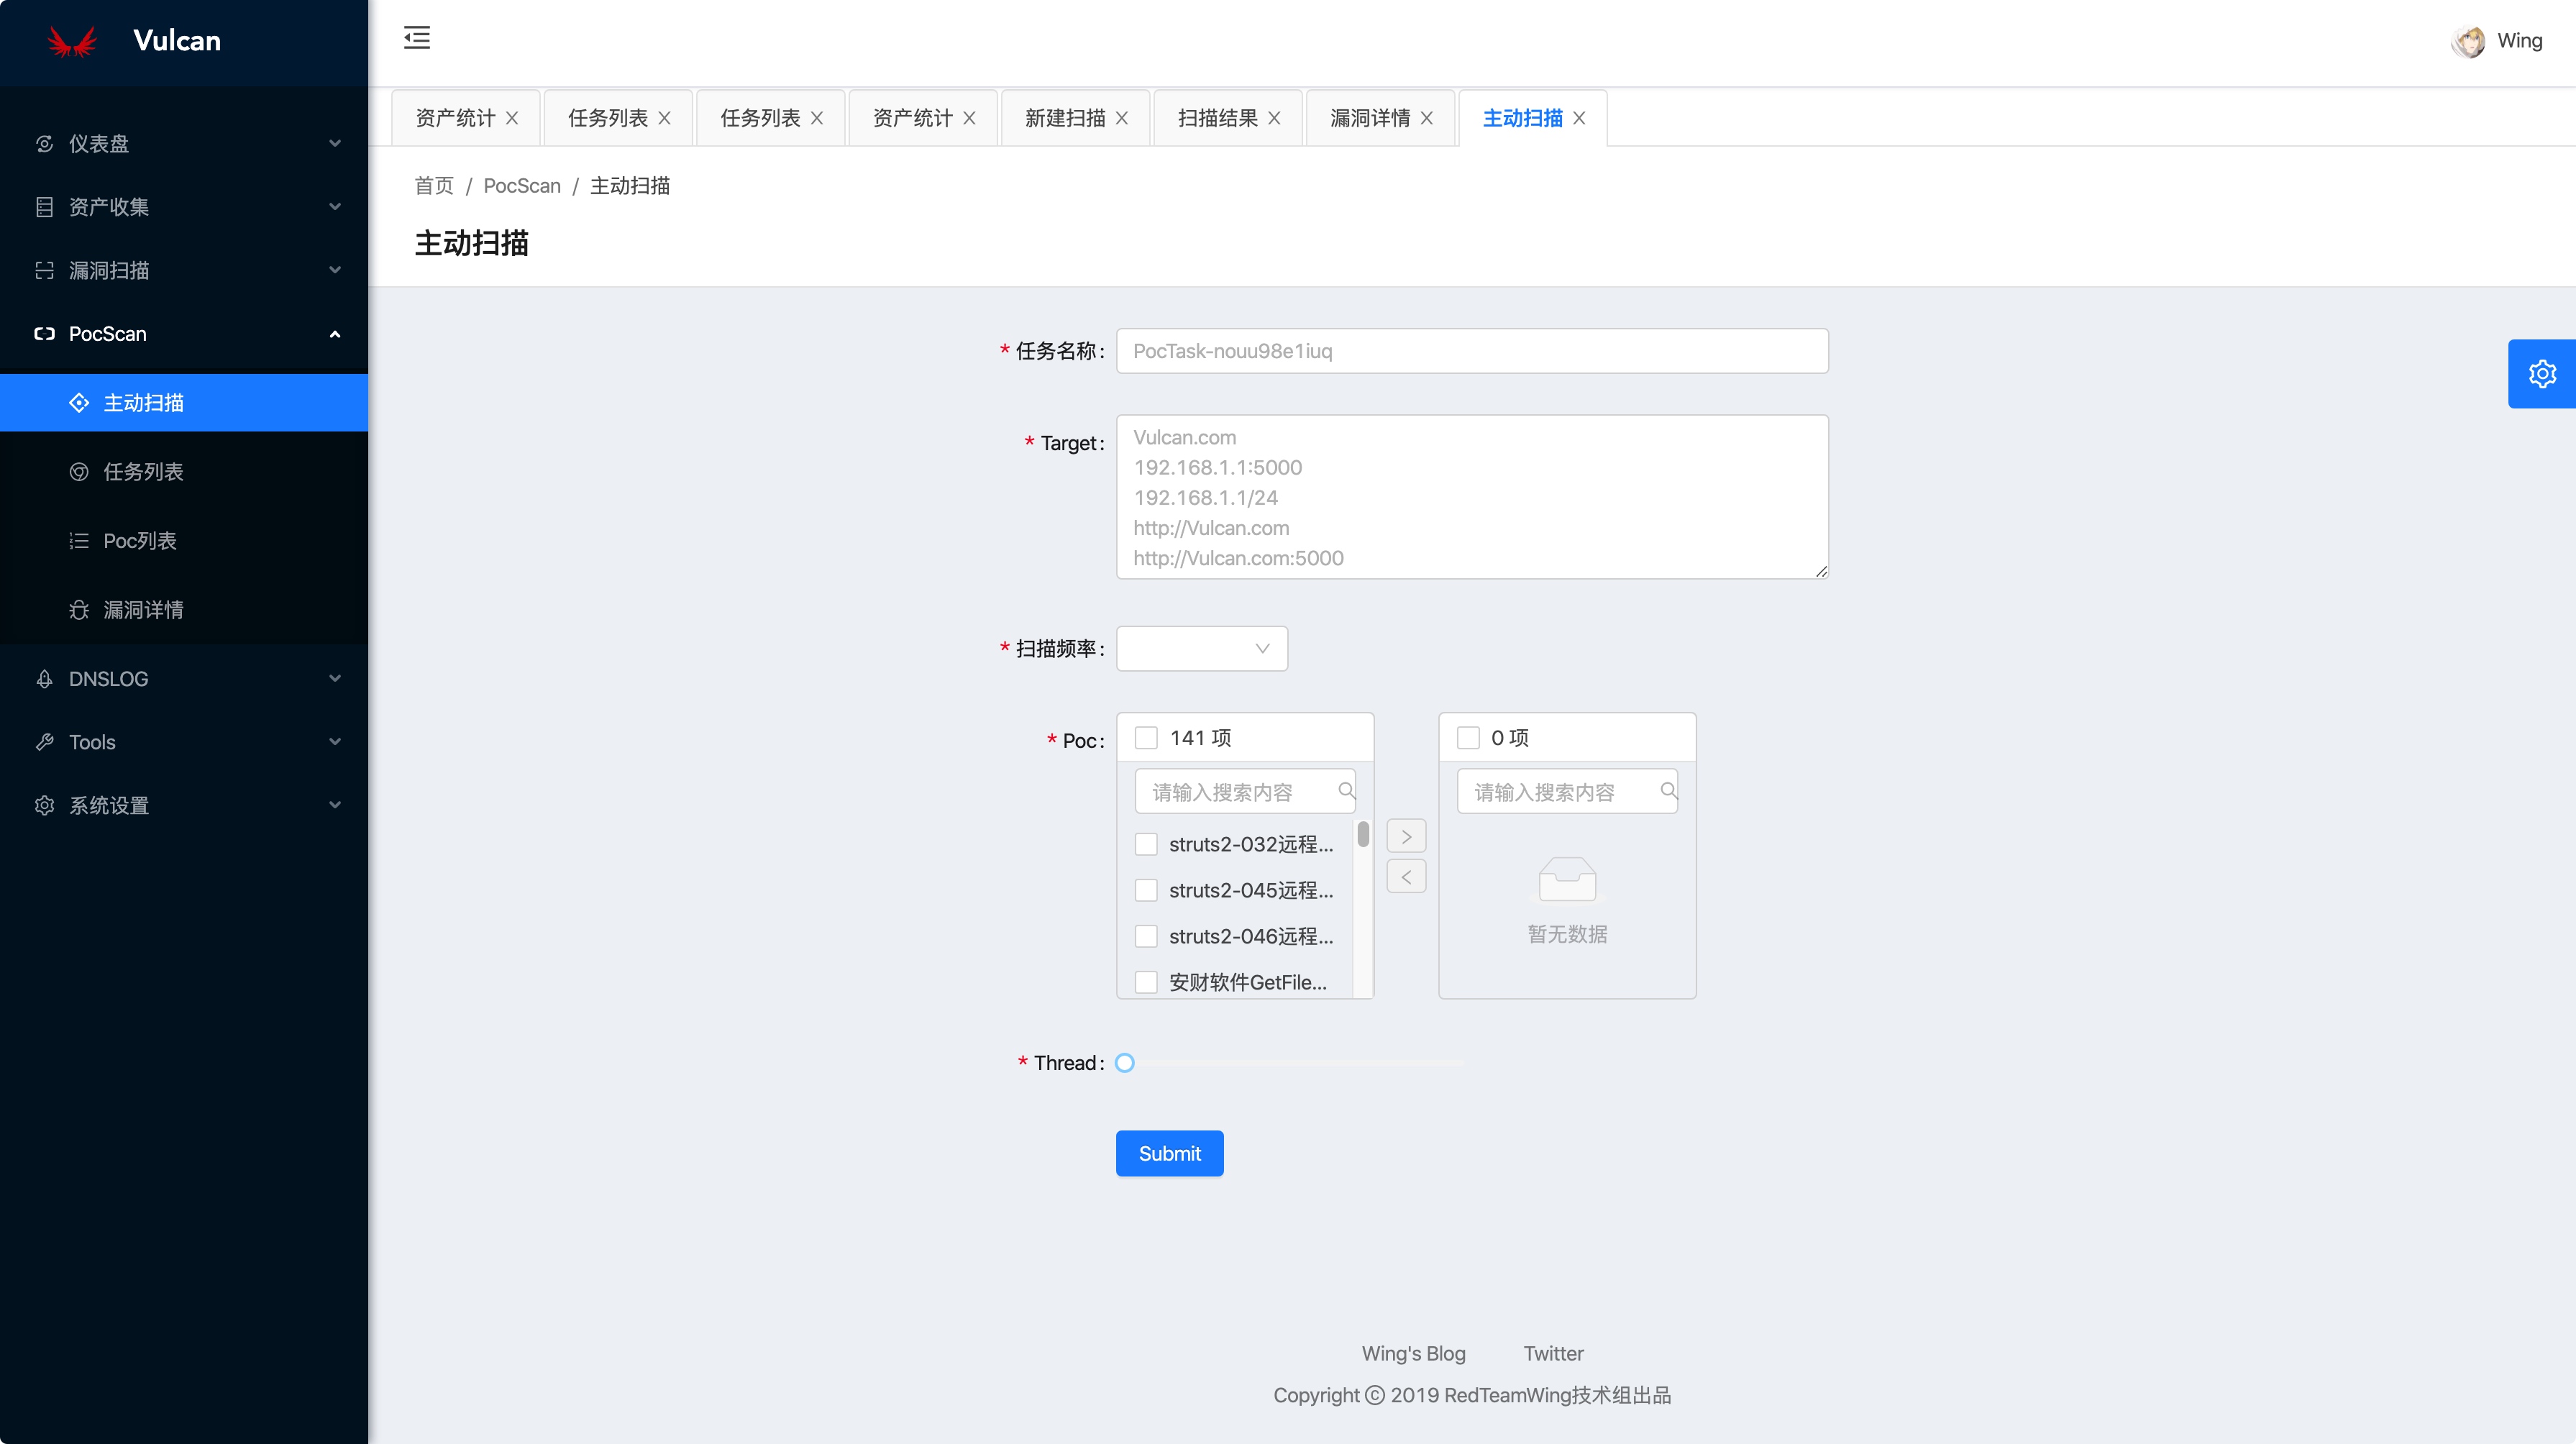 Vulcan
Wing
仪表盘
资产收集
漏洞扫描
PocScan
主动扫描
任务列表
Poc列表
漏洞详情
DNSLOG
Tools
系统设置
资产统计 任务列表 任务列表 资产统计 新建扫描 扫描结果 漏洞详情 主动扫描
首页 / PocScan / 主动扫描
主动扫描
* 任务名称: PocTask-nouu98e1iuq
* Target: Vulcan.com
192.168.1.1:5000
192.168.1.1/24
http://Vulcan.com
http://Vulcan.com:5000
* 扫描频率:
* Poc: 141 项 0 项
请输入搜索内容 请输入搜索内容
struts2-032远程...
struts2-045远程...
struts2-046远程...
安财软件GetFile...
暂无数据
* Thread:
Submit
Wing's Blog Twitter
Copyright © 2019 RedTeamWing技术组出品